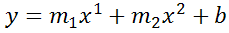 y = m₁x¹ + m₂x² + b